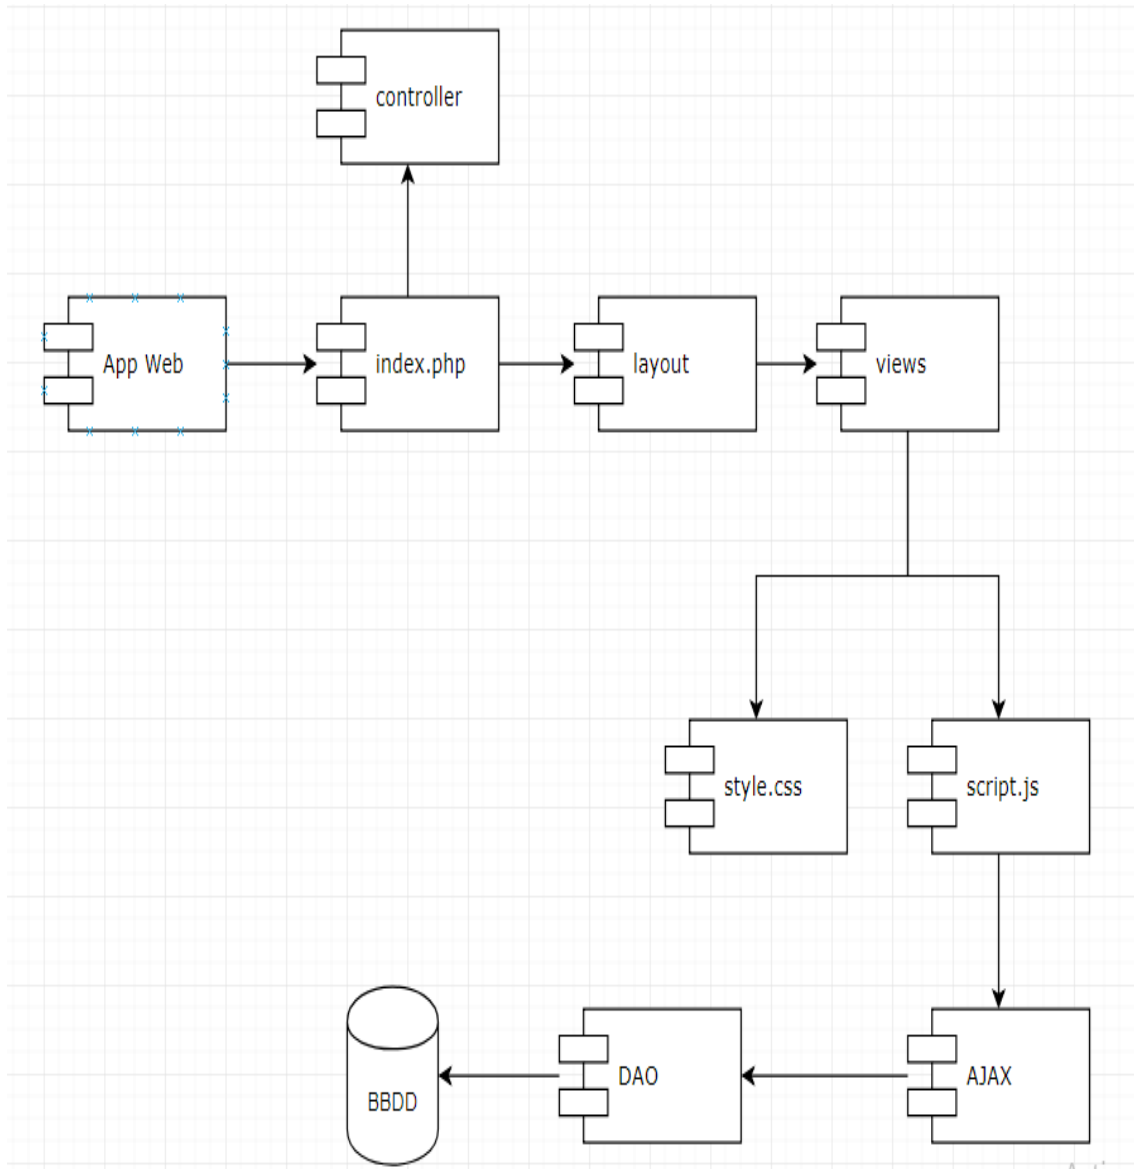 controller
App Web
index.php
layout
views
style.css
script.js
BBDD
DAO
AJAX